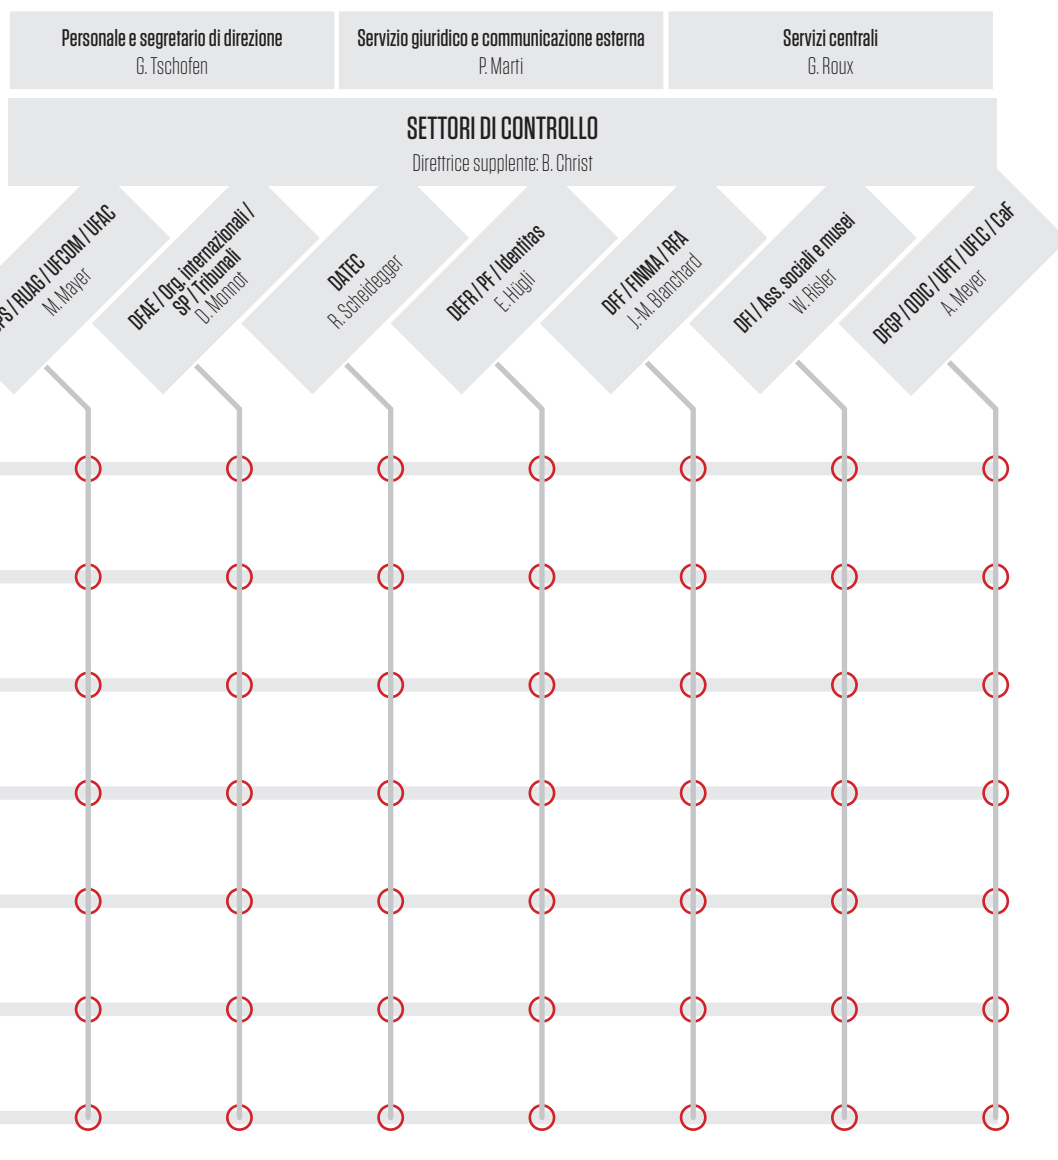 Personale e segretario di direzione
G. Tschofen
Servizio giuridico e communicazione esterna
P. Marti
Servizi centrali
G. Roux
SETTORI DI CONTROLLO
Direttrice supplente: B. Christ
/ RUAG / UFCOM / UFAC
M. Mayer
DFAE / Org. internazionali /
SP / Tribunali
D. Monnot
DATEC
R. Scheidegger
DEFR / PF / Identitas
E. Hügli
DFF / FINMA / RFA
J.-M. Blanchard
DFI / Ass. sociali e musei
W. Risler
DFGP / ODIC / UFIT / UFLC / CaF
A. Meyer